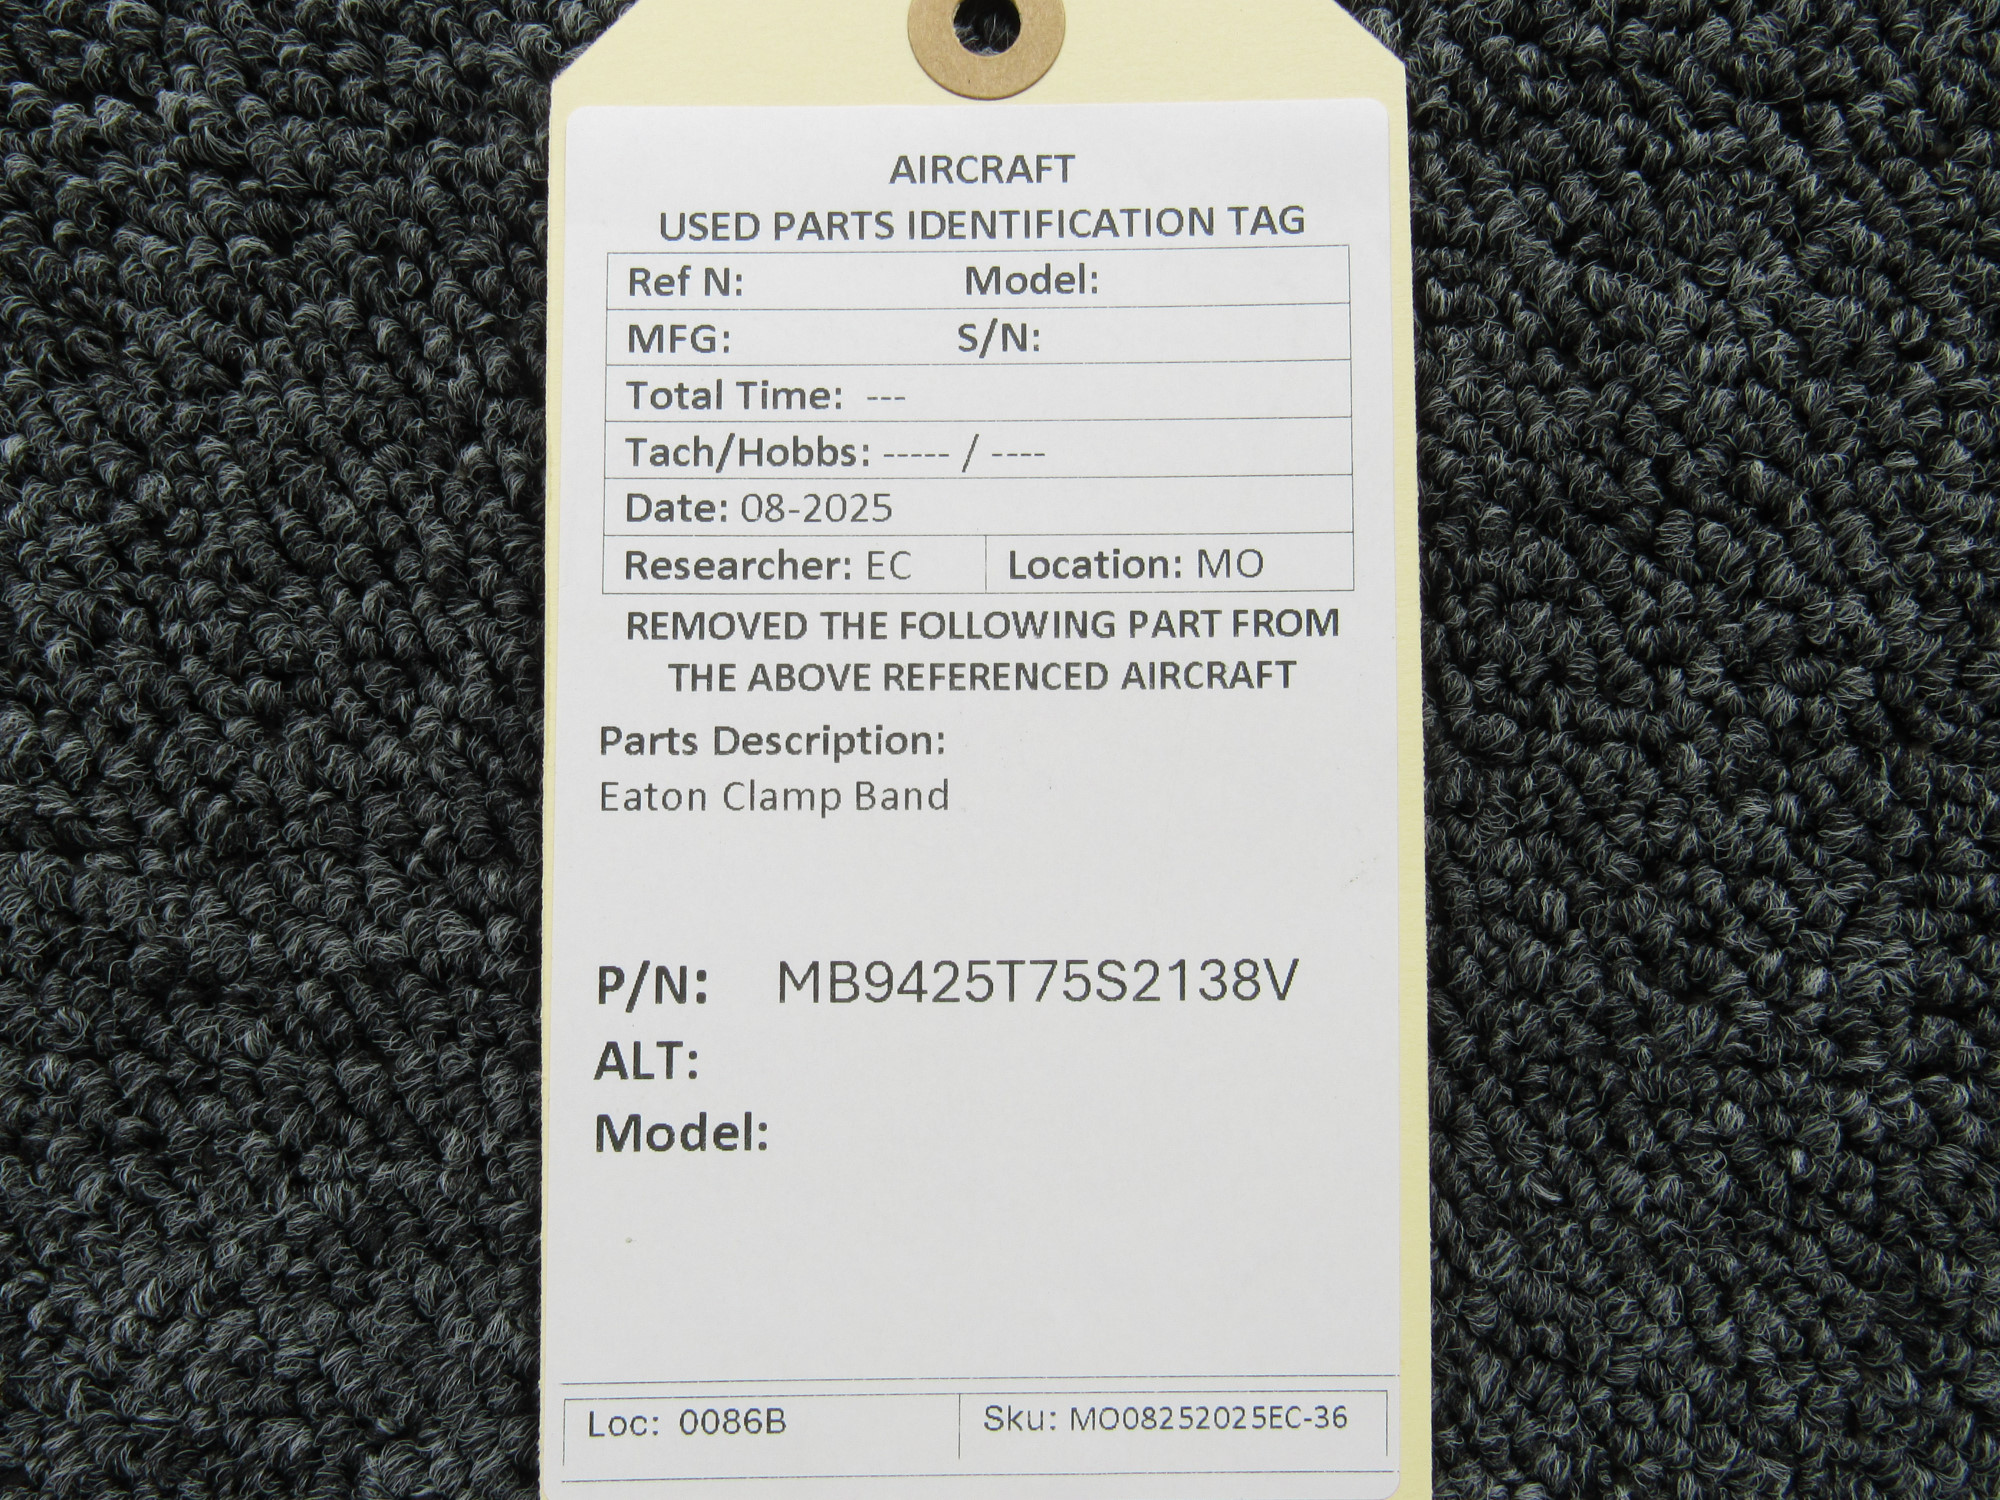 AIRCRAFT
USED PARTS IDENTIFICATION TAG
Ref N: Model:
MFG: S/N:
Total Time: ---
Tach/Hobbs: ----- / ----
Date: 08-2025
Researcher: EC Location: MO
REMOVED THE FOLLOWING PART FROM
THE ABOVE REFERENCED AIRCRAFT
Parts Description:
Eaton Clamp Band
P/N: MB9425T75S2138V
ALT:
Model:
Loc: 0086B Sku: MO08252025EC-36